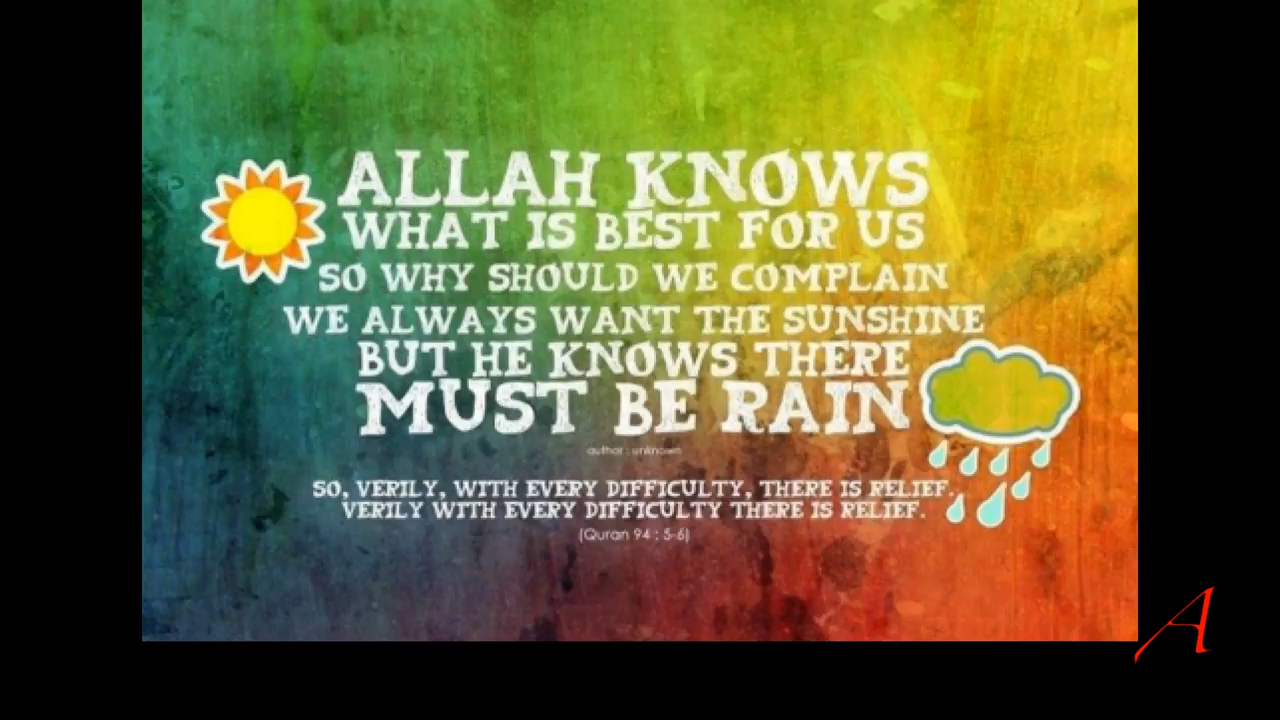 ALLAH KNOWS
WHAT IS BEST FOR US
SO WHY SHOULD WE COMPLAIN
WE ALWAYS WANT THE SUNSHINE
BUT HE KNOWS THERE
MUST BE RAIN
author : unknown
SO, VERILY, WITH EVERY DIFFICULTY, THERE IS RELIEF.
VERILY WITH EVERY DIFFICULTY THERE IS RELIEF.
(Quran 94 : 5-6)
A